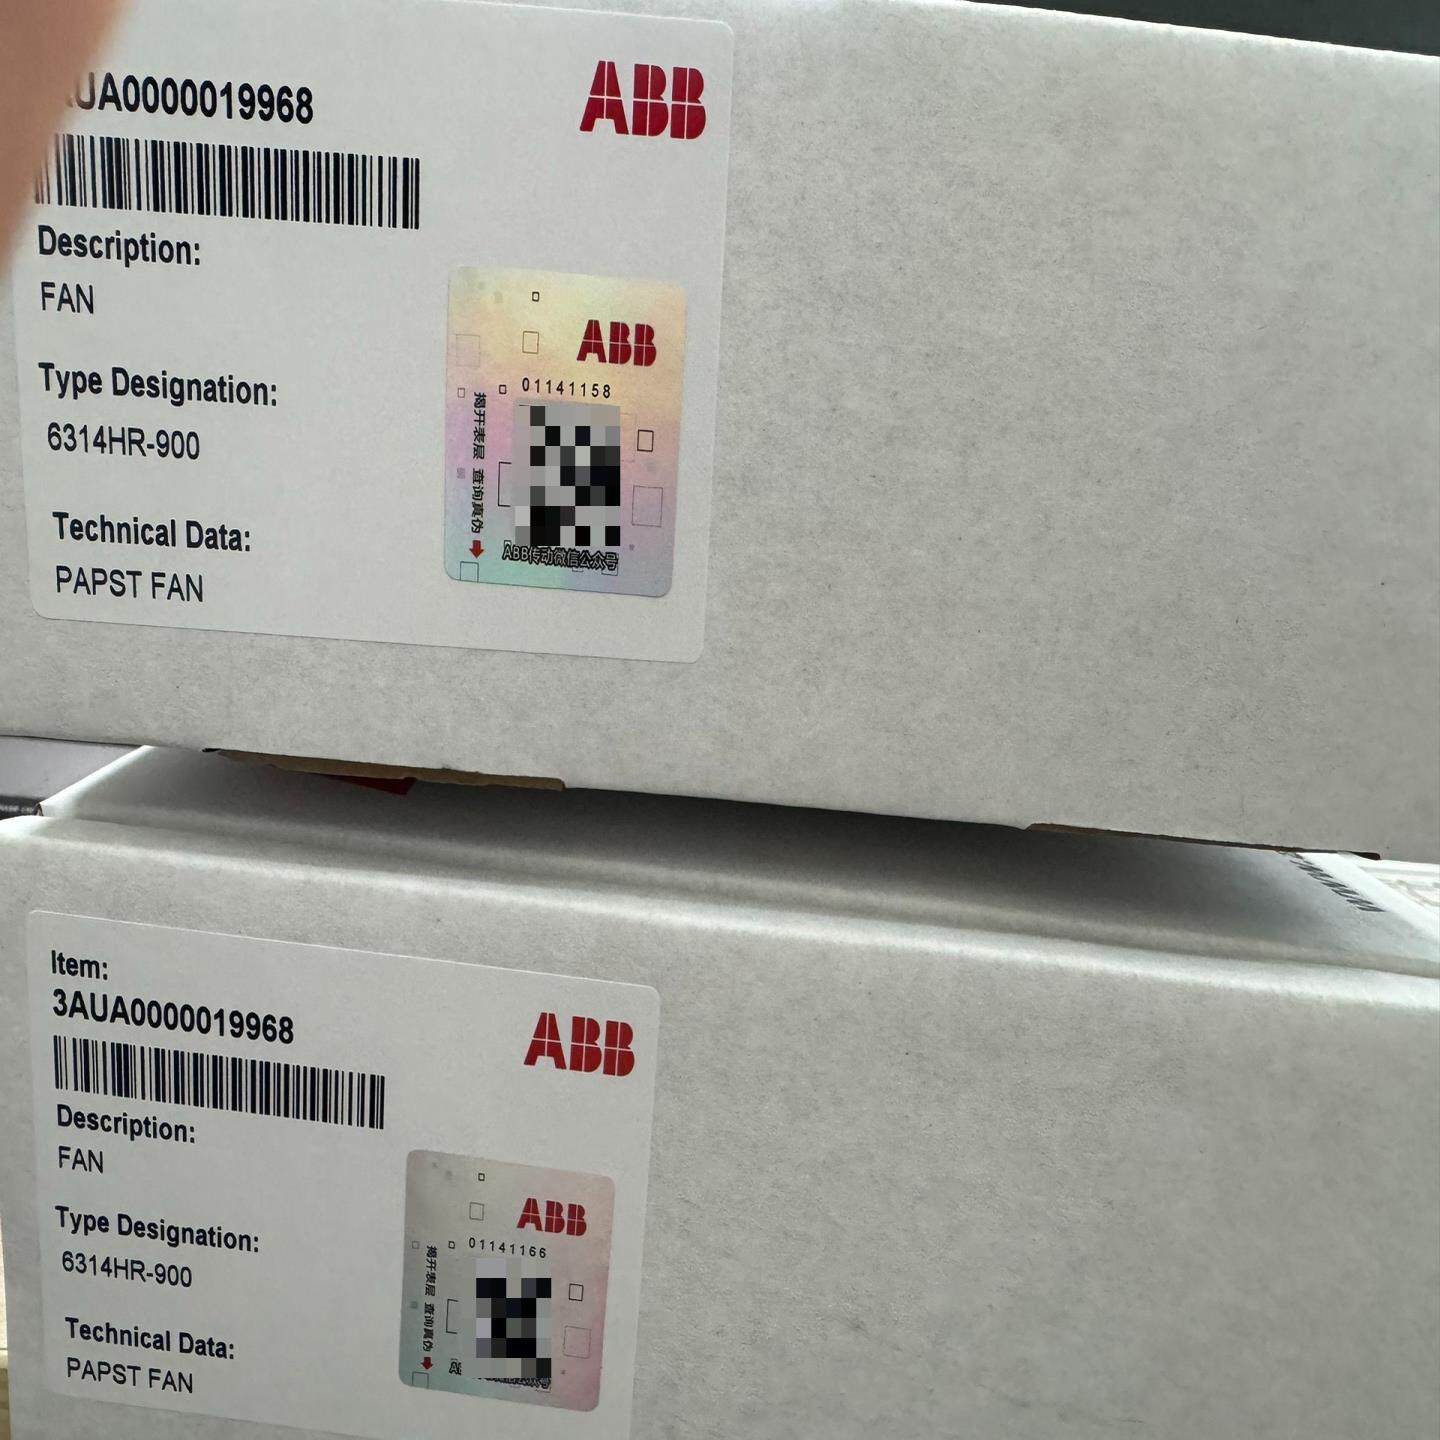 UA0000019968
ABB
Description:
FAN
Type Designation:
6314HR-900
Technical Data:
PAPST FAN
ABB
01141158
揭开表层 查询真伪
ABB传动微信公众号
WWW
Item:
3AUA0000019968
ABB
Description:
FAN
Type Designation:
6314HR-900
Technical Data:
PAPST FAN
ABB
01141166
揭开表层 查询真伪